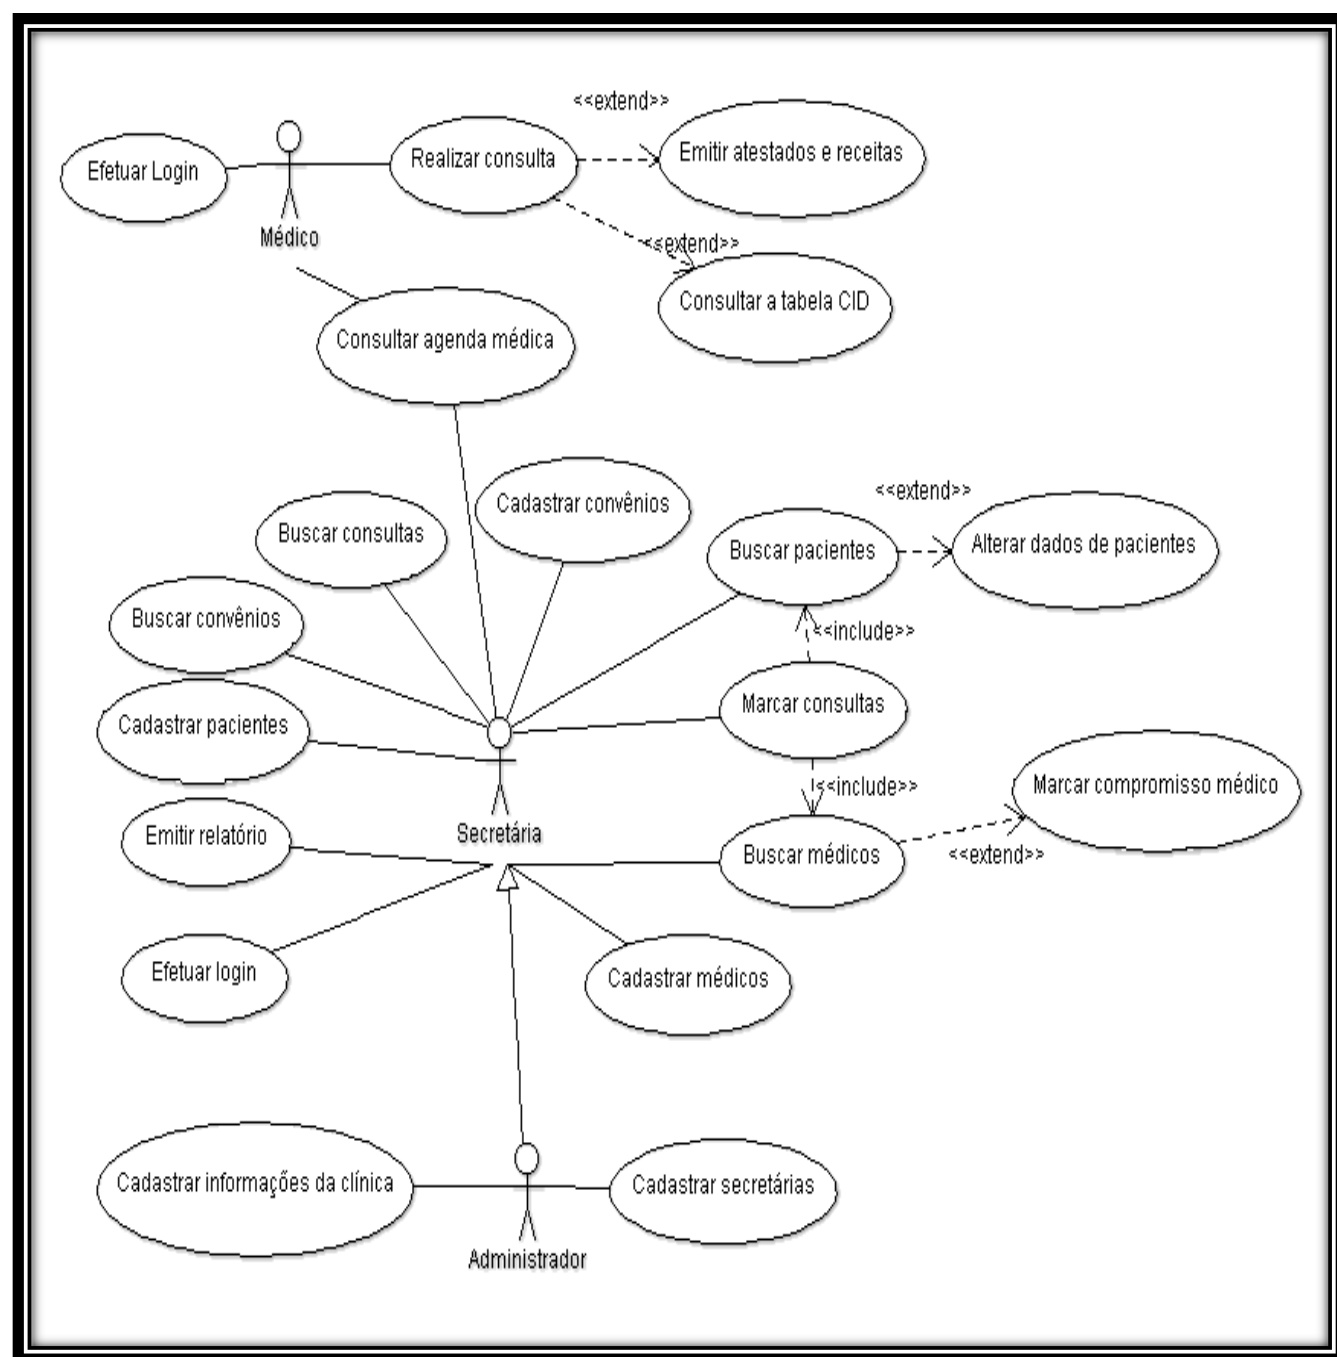 <<extend>>
Efetuar Login
Realizar consulta
Emitir atestados e receitas
Médico
<<extend>>
Consultar a tabela CID
Consultar agenda médica
Cadastrar convênios
<<extend>>
Buscar consultas
Buscar pacientes
Alterar dados de pacientes
Buscar convênios
<<include>>
Cadastrar pacientes
Marcar consultas
<<include>>
Marcar compromisso médico
Emitir relatório
Secretária
Buscar médicos
<<extend>>
Efetuar login
Cadastrar médicos
Cadastrar informações da clínica
Cadastrar secretárias
Administrador